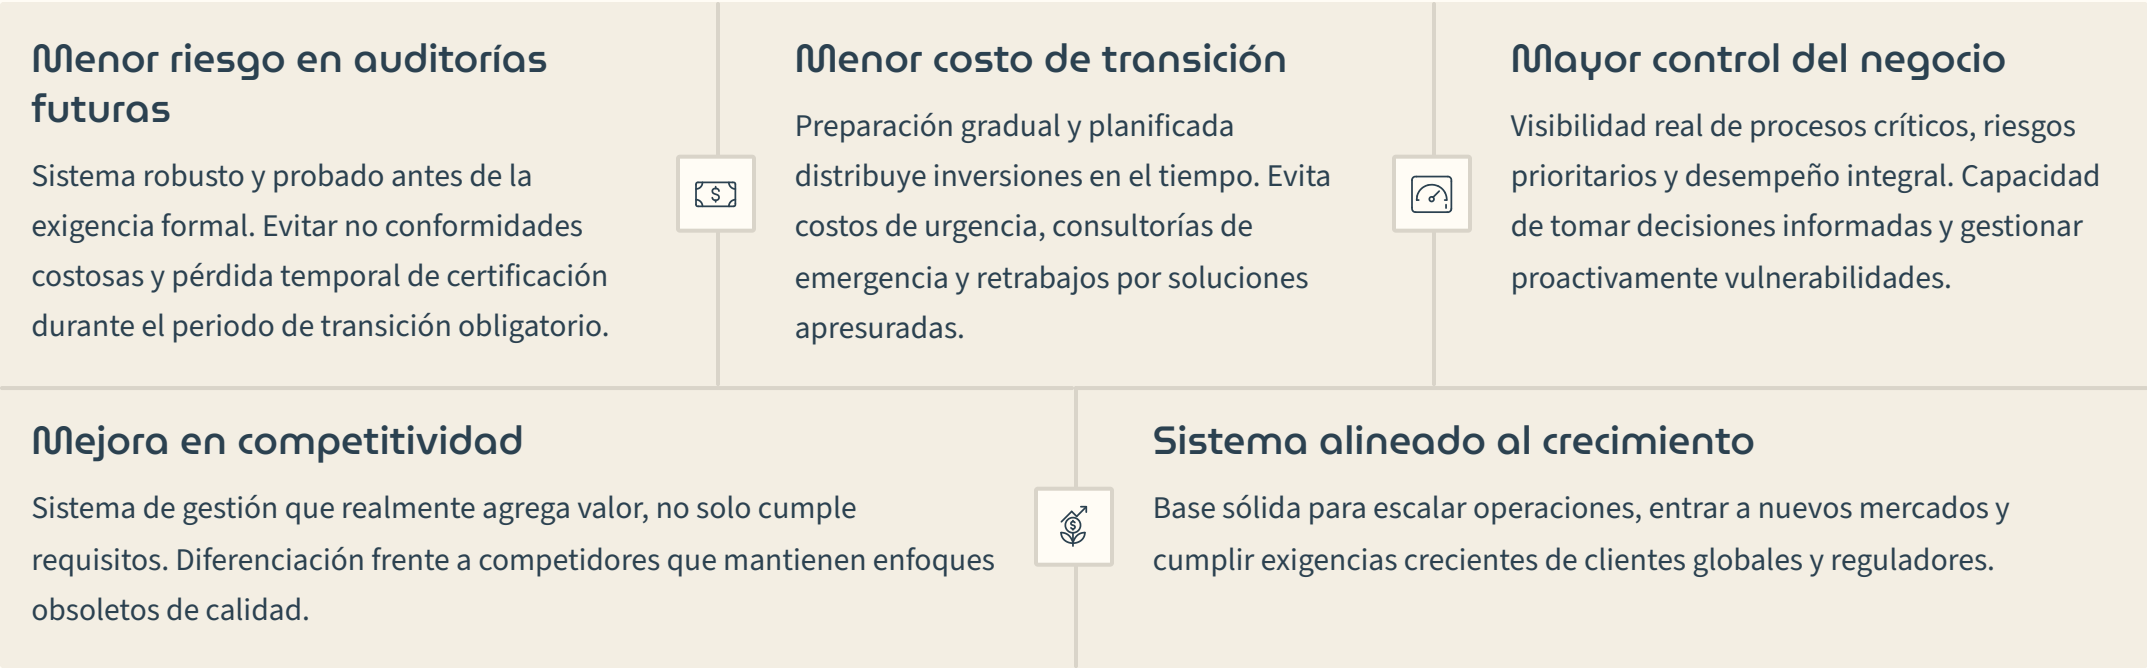 Menor riesgo en auditorías
futuras
Sistema robusto y probado antes de la
exigencia formal. Evitar no conformidades
costosas y pérdida temporal de certificación
durante el periodo de transición obligatorio.
Menor costo de transición
Preparación gradual y planificada
distribuye inversiones en el tiempo. Evita
costos de urgencia, consultorías de
emergencia y retrabajos por soluciones
apresuradas.
Mayor control del negocio
Visibilidad real de procesos críticos, riesgos
prioritarios y desempeño integral. Capacidad
de tomar decisiones informadas y gestionar
proactivamente vulnerabilidades.
Mejora en competitividad
Sistema de gestión que realmente agrega valor, no solo cumple
requisitos. Diferenciación frente a competidores que mantienen enfoques
obsoletos de calidad.
Sistema alineado al crecimiento
Base sólida para escalar operaciones, entrar a nuevos mercados y
cumplir exigencias crecientes de clientes globales y reguladores.